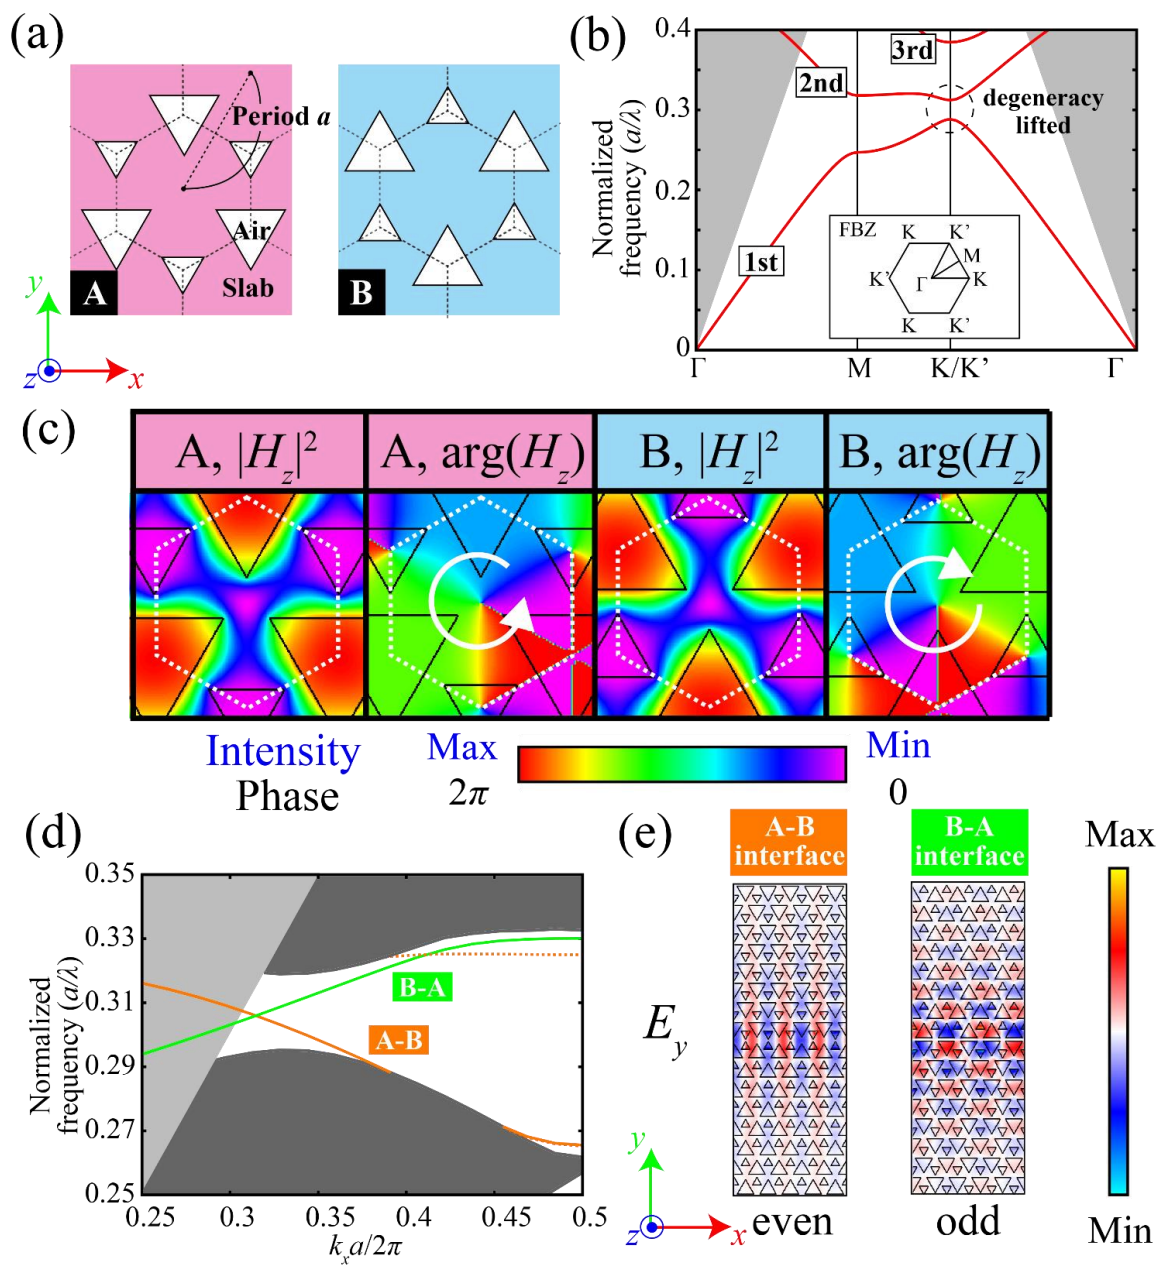 (a)
Period a
Air
Slab
A
B
y
z
x
(b)
Normalized
frequency (a/λ)
0.4
0.3
0.2
0.1
0
3rd
2nd
1st
degeneracy
lifted
FBZ
K
K'
M
K'
Γ
K
K
K'
Γ
M
K/K'
Γ
(c)
A, |Hz|²
A, arg(Hz)
B, |Hz|²
B, arg(Hz)
Intensity
Phase
Max
2π
Min
0
(d)
Normalized
frequency (a/λ)
0.35
0.33
0.31
0.29
0.27
0.25
B-A
A-B
0.25
0.3
0.35
0.4
0.45
0.5
kxa/2π
(e)
A-B
interface
B-A
interface
Ey
Max
Min
y
z
x
even
odd